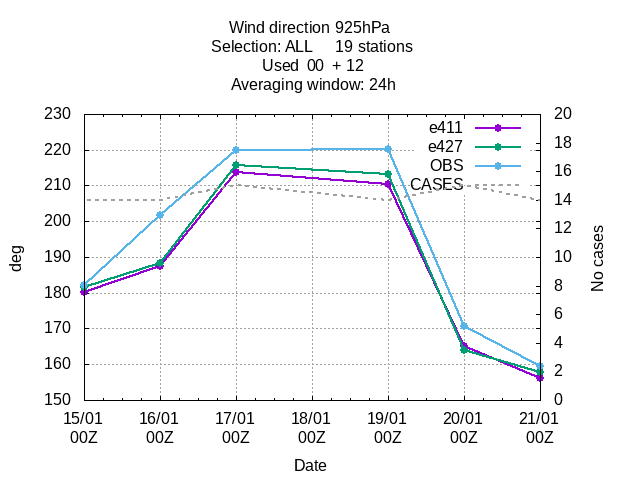 Wind direction 925hPa
Selection: ALL     19 stations
Used  00  + 12
Averaging window: 24h
230
220
210
200
190
180
170
160
150
deg
20
18
16
14
12
10
8
6
4
2
0
No cases
e411
e427
OBS
CASES
15/01 16/01 17/01 18/01 19/01 20/01 21/01
00Z 00Z 00Z 00Z 00Z 00Z 00Z
Date